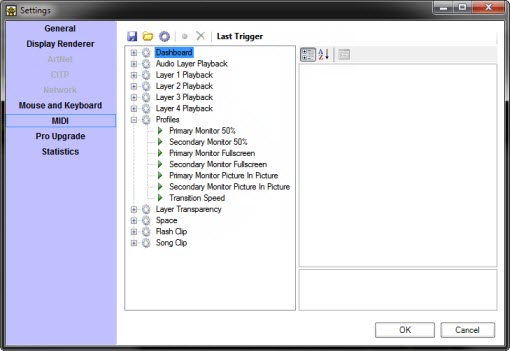 Settings
General
Display Renderer
ArtNet
CITP
Network
Mouse and Keyboard
MIDI
Pro Upgrade
Statistics
Last Trigger
Dashboard
Audio Layer Playback
Layer 1 Playback
Layer 2 Playback
Layer 3 Playback
Layer 4 Playback
Profiles
Primary Monitor 50%
Secondary Monitor 50%
Primary Monitor Fullscreen
Secondary Monitor Fullscreen
Primary Monitor Picture In Picture
Secondary Monitor Picture In Picture
Transition Speed
Layer Transparency
Space
Flash Clip
Song Clip
OK
Cancel